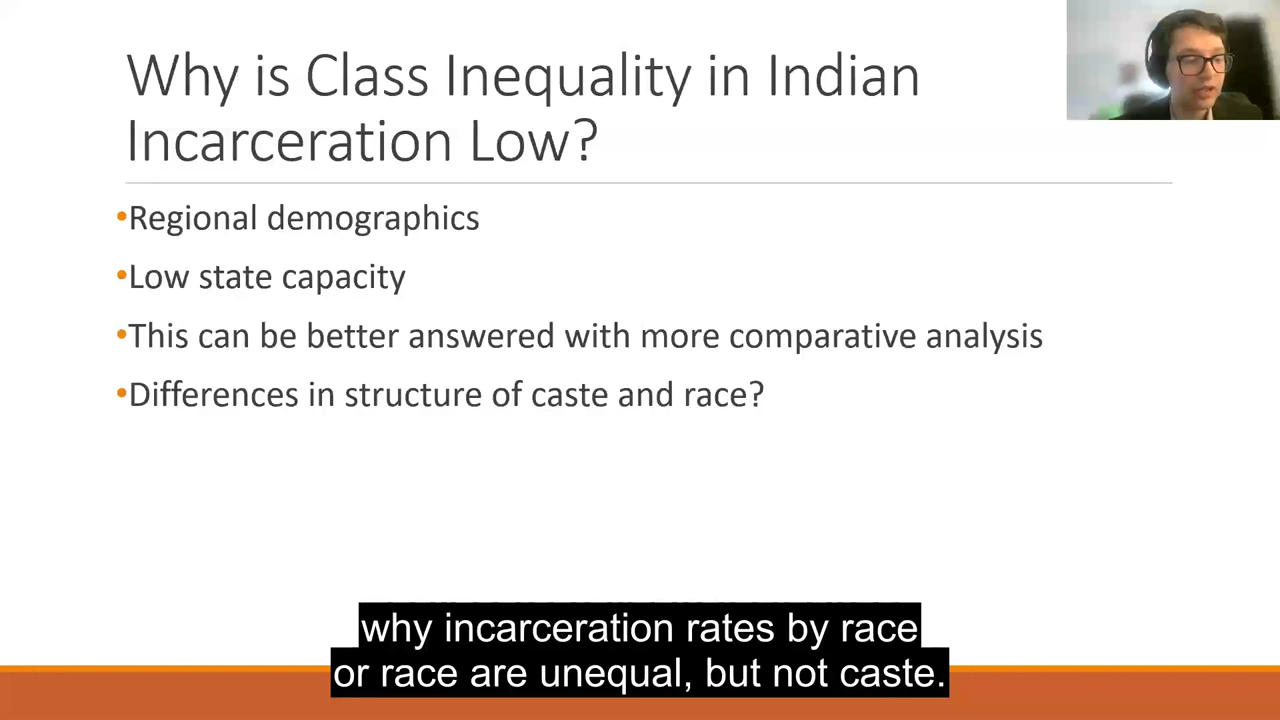 Why is Class Inequality in Indian
Incarceration Low?
•Regional demographics
•Low state capacity
•This can be better answered with more comparative analysis
•Differences in structure of caste and race?
why incarceration rates by race
or race are unequal, but not caste.